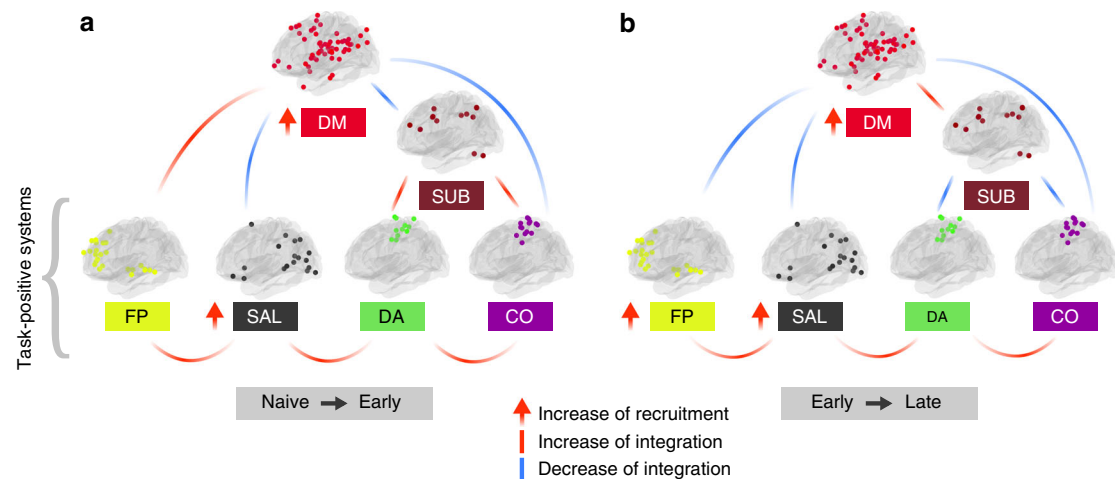 a
b
DM
DM
SUB
SUB
Task-positive systems
FP
SAL
DA
CO
FP
SAL
DA
CO
Naive → Early
Early → Late
Increase of recruitment
Increase of integration
Decrease of integration